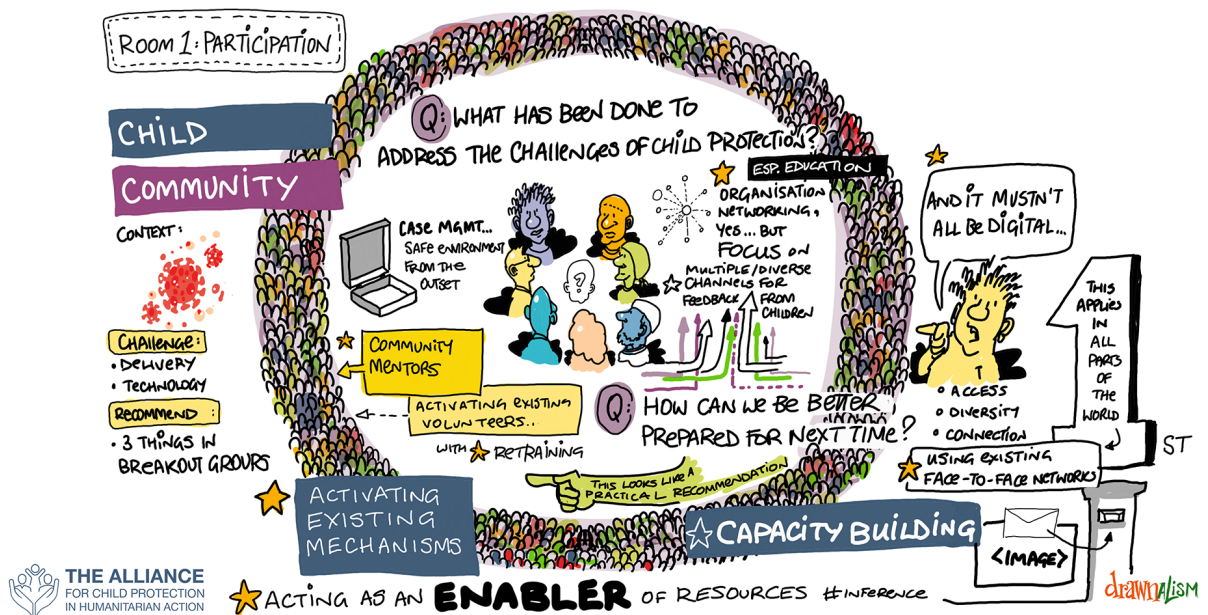 ROOM 1: PARTICIPATION
CHILD
COMMUNITY
CONTEXT:
CHALLENGE:
• DELIVERY
• TECHNOLOGY
RECOMMEND:
• 3 THINGS IN
BREAKOUT GROUPS
Q: WHAT HAS BEEN DONE TO
ADDRESS THE CHALLENGES OF CHILD PROTECTION?
ESP. EDUCATION
CASE MGMT...
SAFE ENVIRONMENT
FROM THE
OUTSET
ORGANISATION
NETWORKING,
YES... BUT
FOCUS ON
MULTIPLE/DIVERSE
CHANNELS FOR
FEEDBACK FROM
CHILDREN
?
COMMUNITY
MENTORS
ACTIVATING EXISTING
VOLUNTEERS...
WITH RETRAINING
Q: HOW CAN WE BE BETTER
PREPARED FOR NEXT TIME?
THIS LOOKS LIKE A
PRACTICAL RECOMMENDATION
ACTIVATING
EXISTING
MECHANISMS
CAPACITY BUILDING
ACTING AS AN ENABLER OF RESOURCES #INFERENCE
AND IT MUSTN'T
ALL BE DIGITAL...
T
• ACCESS
• DIVERSITY
• CONNECTION
USING EXISTING
FACE-TO-FACE NETWORKS
THIS
APPLIES
IN
ALL
PARTS
OF
THE
WORLD
1 ST
<IMAGE>
THE ALLIANCE
FOR CHILD PROTECTION
IN HUMANITARIAN ACTION
drawnalism